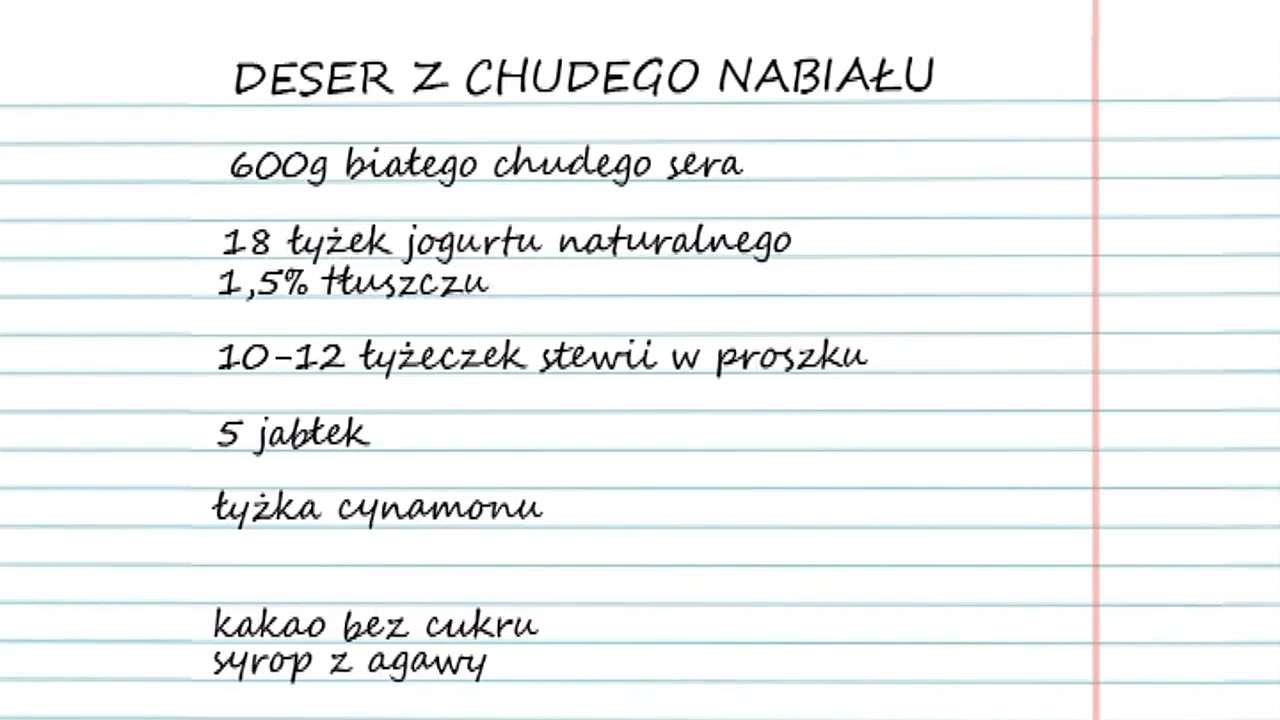 DESER Z CHUDEGO NABIAŁU
600g białego chudego sera
18 łyżek jogurtu naturalnego
1,5% tłuszczu
10-12 łyżeczek stewii w proszku
5 jabłek
łyżka cynamonu
kakao bez cukru
syrop z agawy